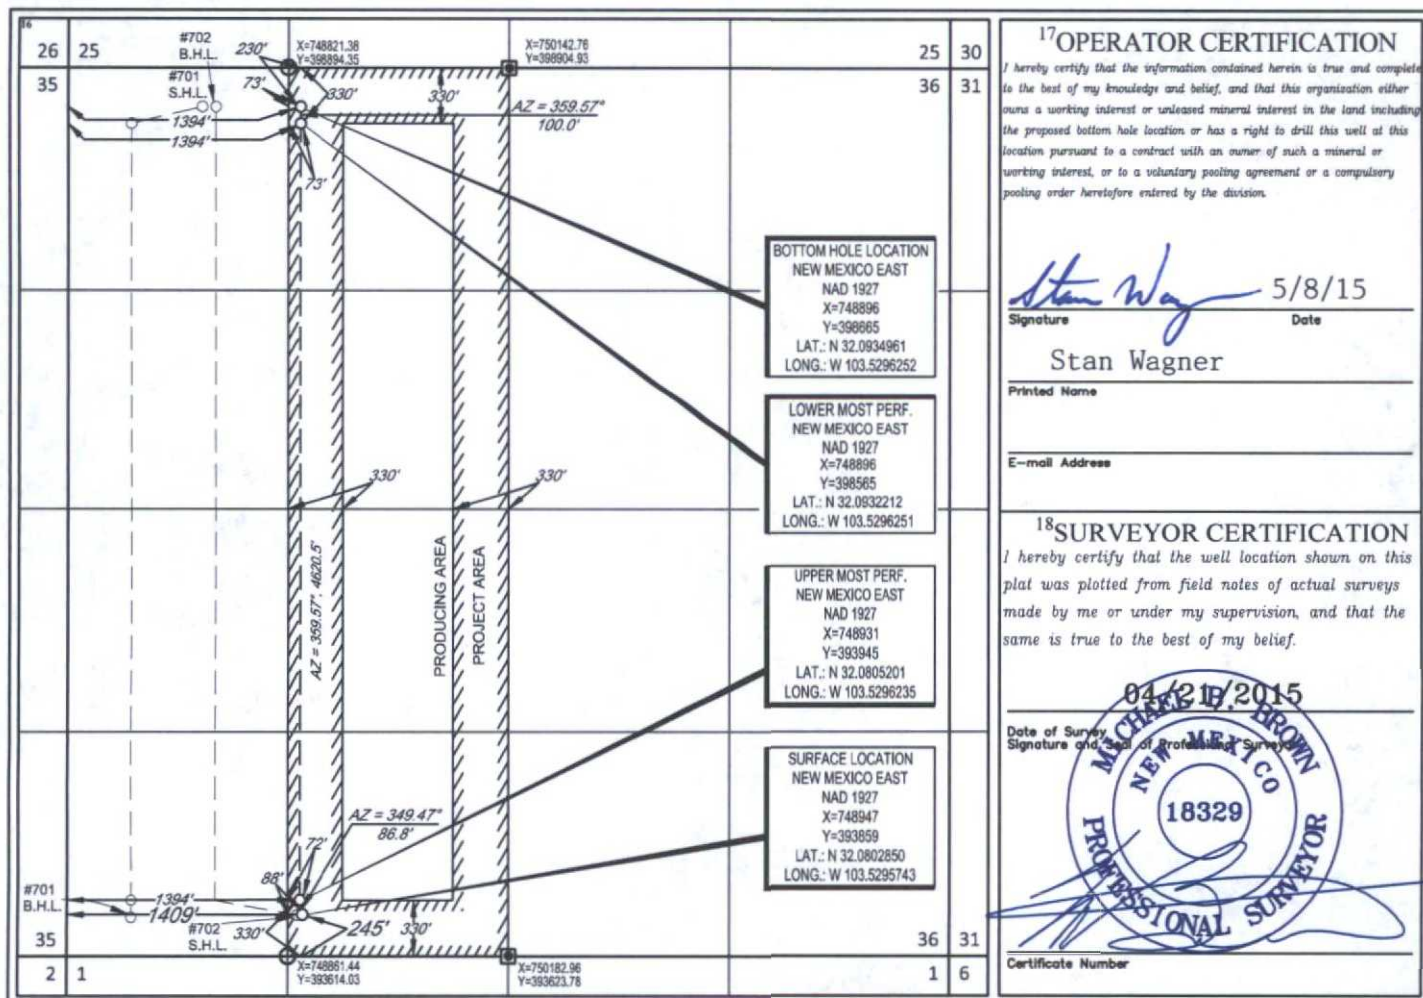 16
26 25
#702
B.H.L.
230'
X=748821.38
Y=398894.35
X=750142.76
Y=398904.93
25 30
35
#701
S.H.L.
73'
330'
330'
36 31
AZ = 359.57°
100.0'
1394'
1394'
73'
BOTTOM HOLE LOCATION
NEW MEXICO EAST
NAD 1927
X=748896
Y=398665
LAT.: N 32.0934961
LONG.: W 103.5296252
LOWER MOST PERF.
NEW MEXICO EAST
NAD 1927
X=748896
Y=398565
LAT.: N 32.0932212
LONG.: W 103.5296251
330'
330'
AZ = 359.57°, 4620.5'
PRODUCING AREA
PROJECT AREA
UPPER MOST PERF.
NEW MEXICO EAST
NAD 1927
X=748931
Y=393945
LAT.: N 32.0805201
LONG.: W 103.5296235
SURFACE LOCATION
NEW MEXICO EAST
NAD 1927
X=748947
Y=393859
LAT.: N 32.0802850
LONG.: W 103.5295743
AZ = 349.47°
86.8'
72'
88'
#701
B.H.L.
1394'
1409'
#702
S.H.L.
330'
245'
330'
35
36 31
2 1
X=748861.44
Y=393614.03
X=750182.96
Y=393623.78
1 6
17 OPERATOR CERTIFICATION
I hereby certify that the information contained herein is true and complete
to the best of my knowledge and belief, and that this organization either
owns a working interest or unleased mineral interest in the land including
the proposed bottom hole location or has a right to drill this well at this
location pursuant to a contract with an owner of such a mineral or
working interest, or to a voluntary pooling agreement or a compulsory
pooling order heretofore entered by the division.
Stan Wag 5/8/15
Signature Date
Stan Wagner
Printed Name
E-mail Address
18 SURVEYOR CERTIFICATION
I hereby certify that the well location shown on this
plat was plotted from field notes of actual surveys
made by me or under my supervision, and that the
same is true to the best of my belief.
04/21/2015
Date of Survey
Signature and Seal of Professional Surveyor
MICHAEL B. BROWN
NEW MEXICO
18329
PROFESSIONAL SURVEYOR
Certificate Number